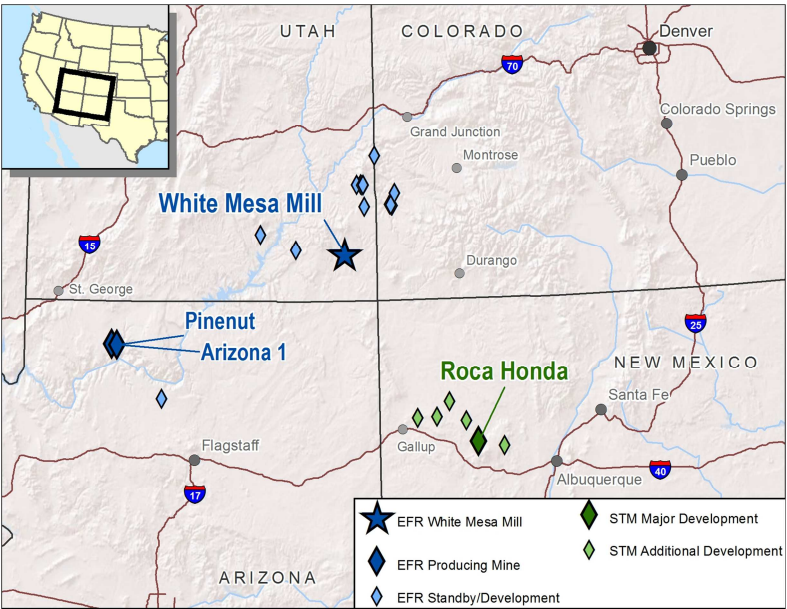 UTAH
COLORADO
Denver
70
Colorado Springs
Grand Junction
Montrose
Pueblo
White Mesa Mill
15
Durango
St. George
Pinenut
Arizona 1
25
NEW MEXICO
Roca Honda
Santa Fe
Gallup
Flagstaff
Albuquerque
40
17
ARIZONA
EFR White Mesa Mill
EFR Producing Mine
EFR Standby/Development
STM Major Development
STM Additional Development